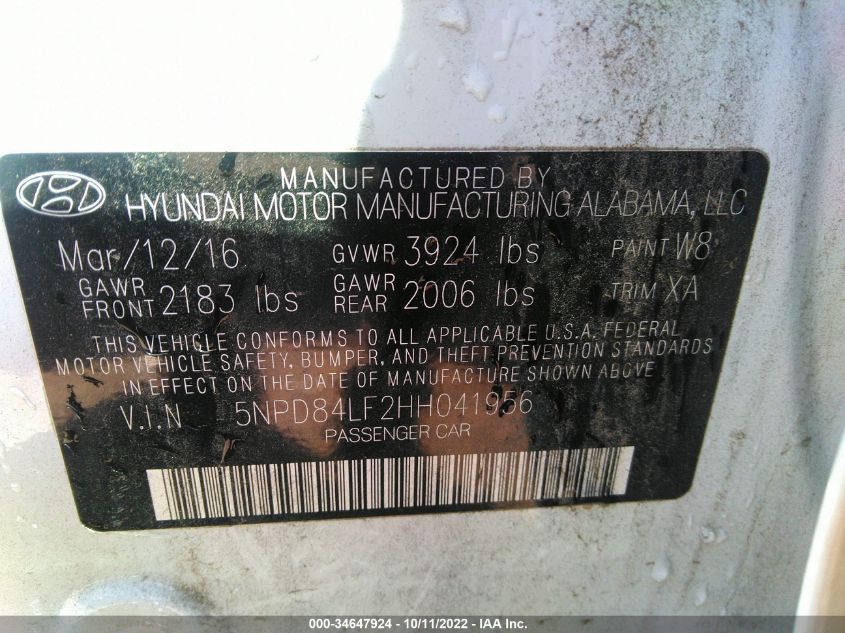 MANUFACTURED BY
HYUNDAI MOTOR MANUFACTURING ALABAMA, LLC
Mar/12/16 GVWR 3924 lbs PAINT W8
GAWR FRONT 2183 lbs GAWR REAR 2006 lbs TRIM XA
THIS VEHICLE CONFORMS TO ALL APPLICABLE U.S.A. FEDERAL
MOTOR VEHICLE SAFETY, BUMPER, AND THEFT PREVENTION STANDARDS
IN EFFECT ON THE DATE OF MANUFACTURE SHOWN ABOVE
V.I.N 5NPD84LF2HH041956
PASSENGER CAR
000-34647924 - 10/11/2022 - IAA Inc.